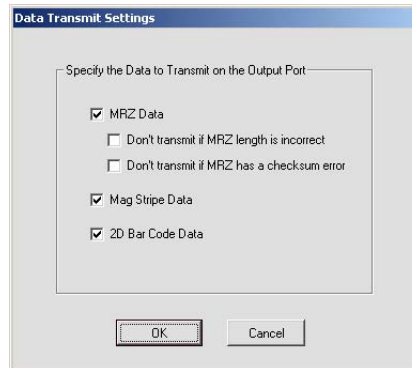 Data Transmit Settings
Specify the Data to Transmit on the Output Port
MRZ Data
Don't transmit if MRZ length is incorrect
Don't transmit if MRZ has a checksum error
Mag Stripe Data
2D Bar Code Data
OK
Cancel